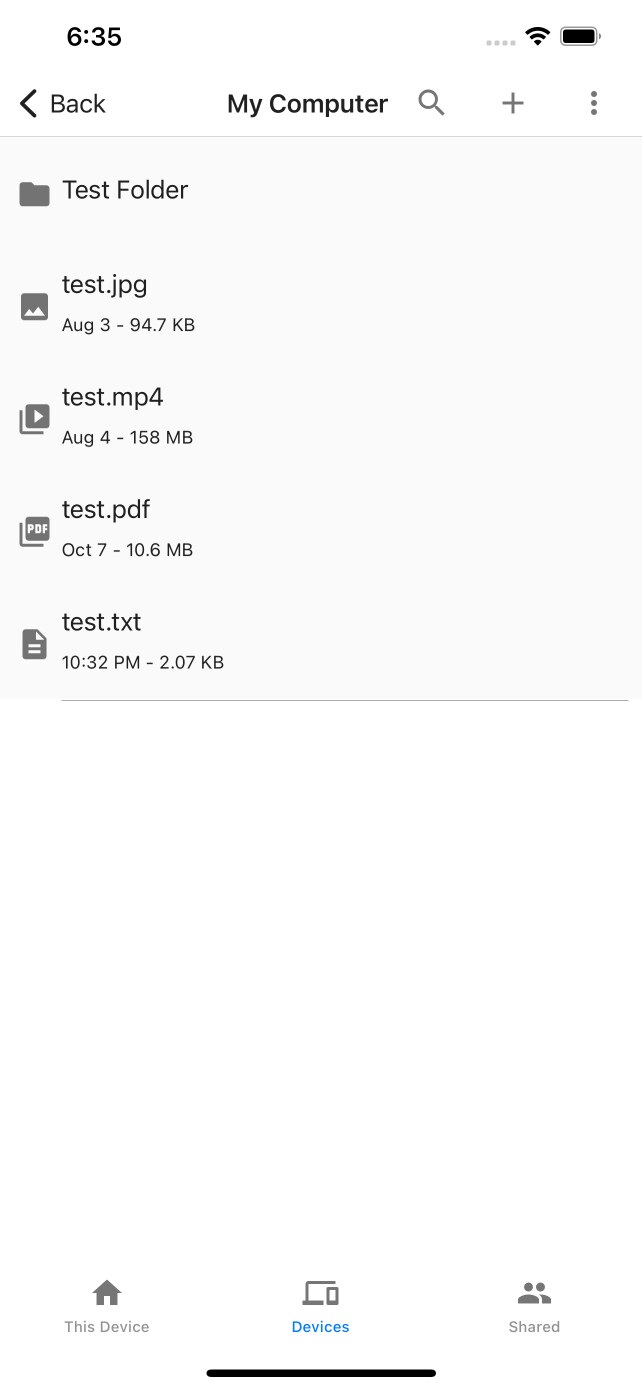 6:35
Back
My Computer
Test Folder
test.jpg
Aug 3 - 94.7 KB
test.mp4
Aug 4 - 158 MB
PDF
test.pdf
Oct 7 - 10.6 MB
test.txt
10:32 PM - 2.07 KB
This Device
Devices
Shared